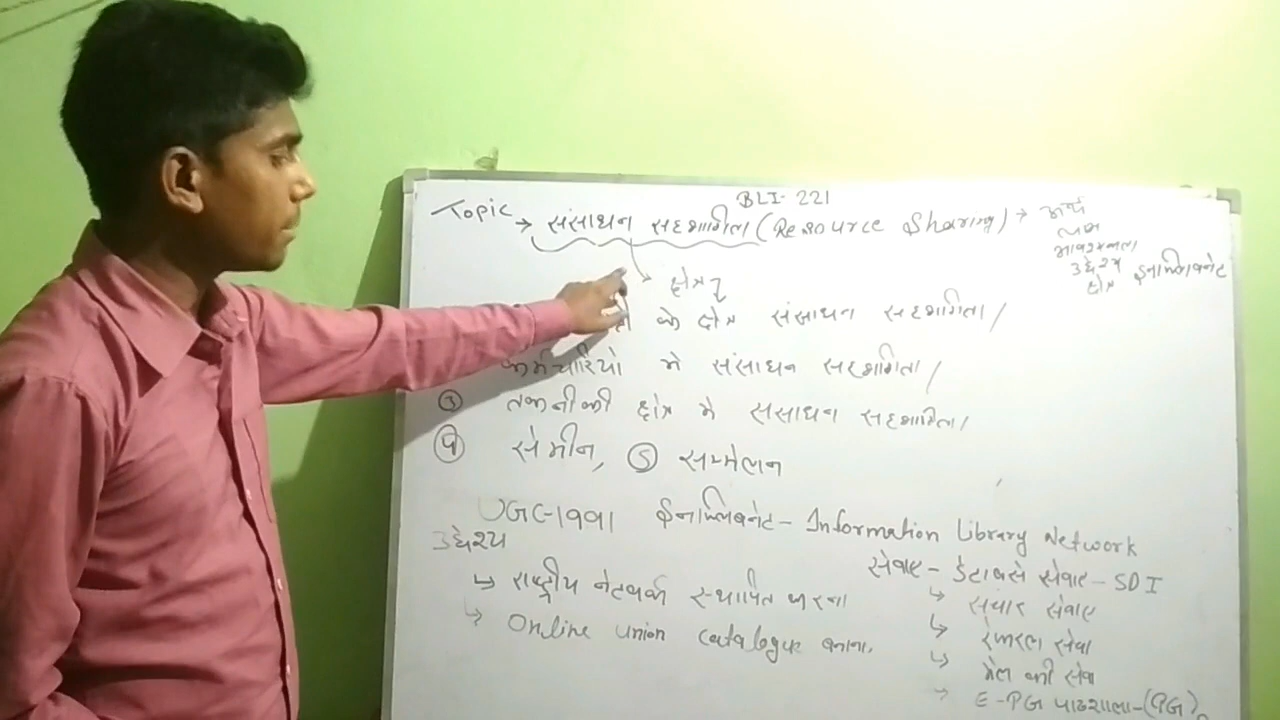 BLI-221
Topic → संसाधन सहभागिता (Resource Sharing) → अर्थ
लाभ
आवश्यकता
उद्देश्य
क्षेत्र इनफ्लिबनेट
क्षेत्र
के क्षेत्र संसाधन सहभागिता/
कर्मचारियो मे संसाधन सहभागिता/
③ तकनीकी क्षेत्र मे संसाधन सहभागिता/
④ सेमीन, ⑤ सम्मेलन
UGC-1991 इनफ्लिबनेट - Information Library Network
उद्देश्य
↳ राष्ट्रीय नेटवर्क स्थापित करना
↳ Online union catalogue बनाना,
सेवाए - डेटाबसे सेवाए - SDI
↳ संचार सेवाए
↳ रेफरल सेवा
↳ मेल की सेवा
→ E-PG पाठशाला-(PG)